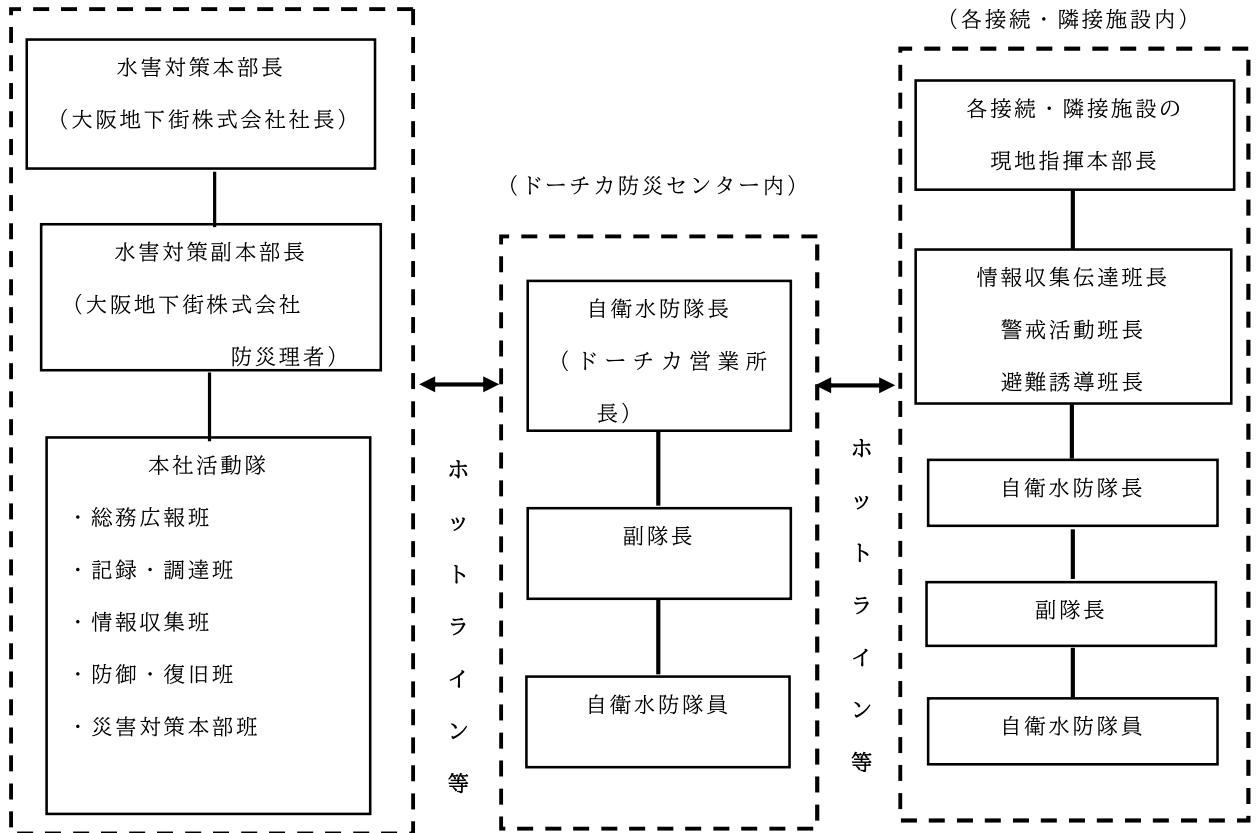 水害対策本部長
（大阪地下街株式会社社長）
水害対策副本部長
（大阪地下街株式会社
防災理者）
本社活動隊
・総務広報班
・記録・調達班
・情報収集班
・防御・復旧班
・災害対策本部班
ホットライン等
（ドーチカ防災センター内）
自衛水防隊長
（ドーチカ営業所
長）
副隊長
自衛水防隊員
ホットライン等
（各接続・隣接施設内）
各接続・隣接施設の
現地指揮本部長
情報収集伝達班長
警戒活動班長
避難誘導班長
自衛水防隊長
副隊長
自衛水防隊員